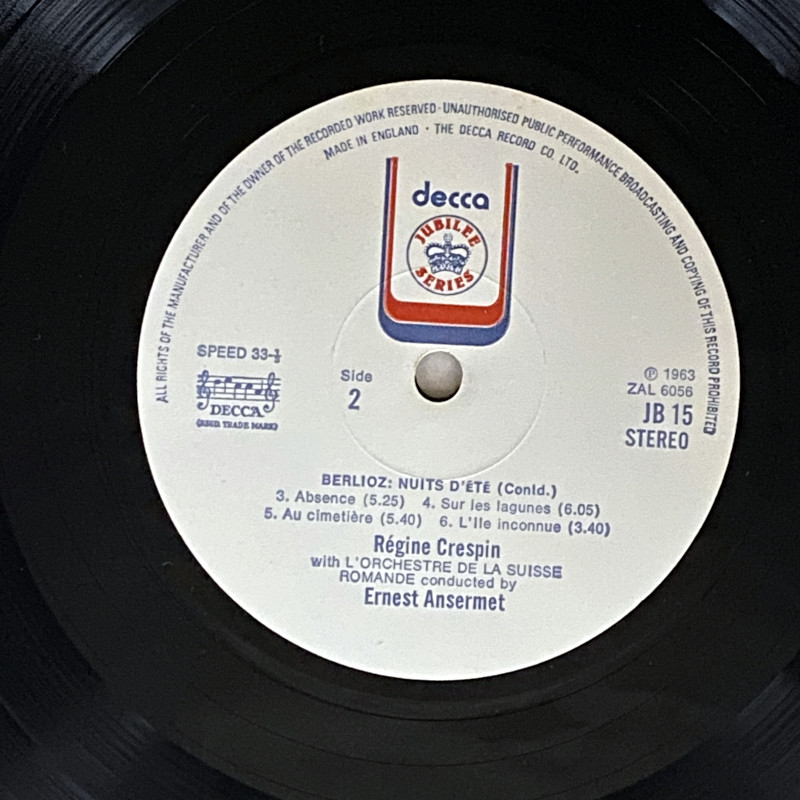 ALL RIGHTS OF THE MANUFACTURER AND OF THE OWNER OF THE RECORDED WORK RESERVED · UNAUTHORISED PUBLIC PERFORMANCE BROADCASTING AND COPYING OF THIS RECORD PROHIBITED
MADE IN ENGLAND · THE DECCA RECORD CO. LTD.
decca
JUBILEE
SERIES
SPEED 33-⅓
DECCA
(REGD. TRADE MARK)
Side
2
℗ 1963
ZAL 6056
JB 15
STEREO
BERLIOZ: NUITS D'ÉTÉ (Contd.)
3. Absence (5.25) 4. Sur les lagunes (6.05)
5. Au cimetière (5.40) 6. L'Ile inconnue (3.40)
Régine Crespin
with L'ORCHESTRE DE LA SUISSE
ROMANDE conducted by
Ernest Ansermet